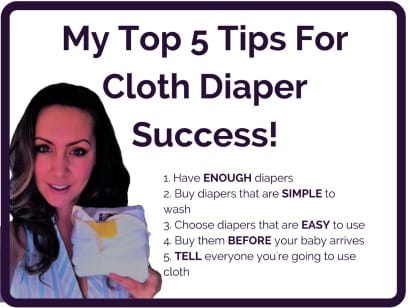 My Top 5 Tips For
Cloth Diaper
Success!
1. Have ENOUGH diapers
2. Buy diapers that are SIMPLE to
wash
3. Choose diapers that are EASY to use
4. Buy them BEFORE your baby arrives
5. TELL everyone you're going to use
cloth